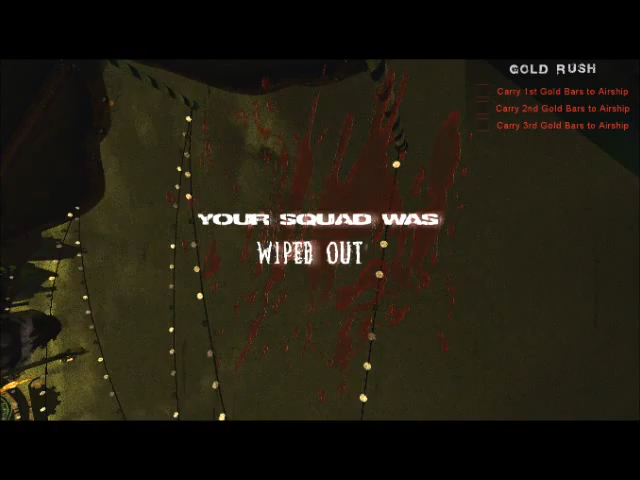 GOLD RUSH
Carry 1st Gold Bars to Airship
Carry 2nd Gold Bars to Airship
Carry 3rd Gold Bars to Airship
YOUR SQUAD WAS
WIPED OUT